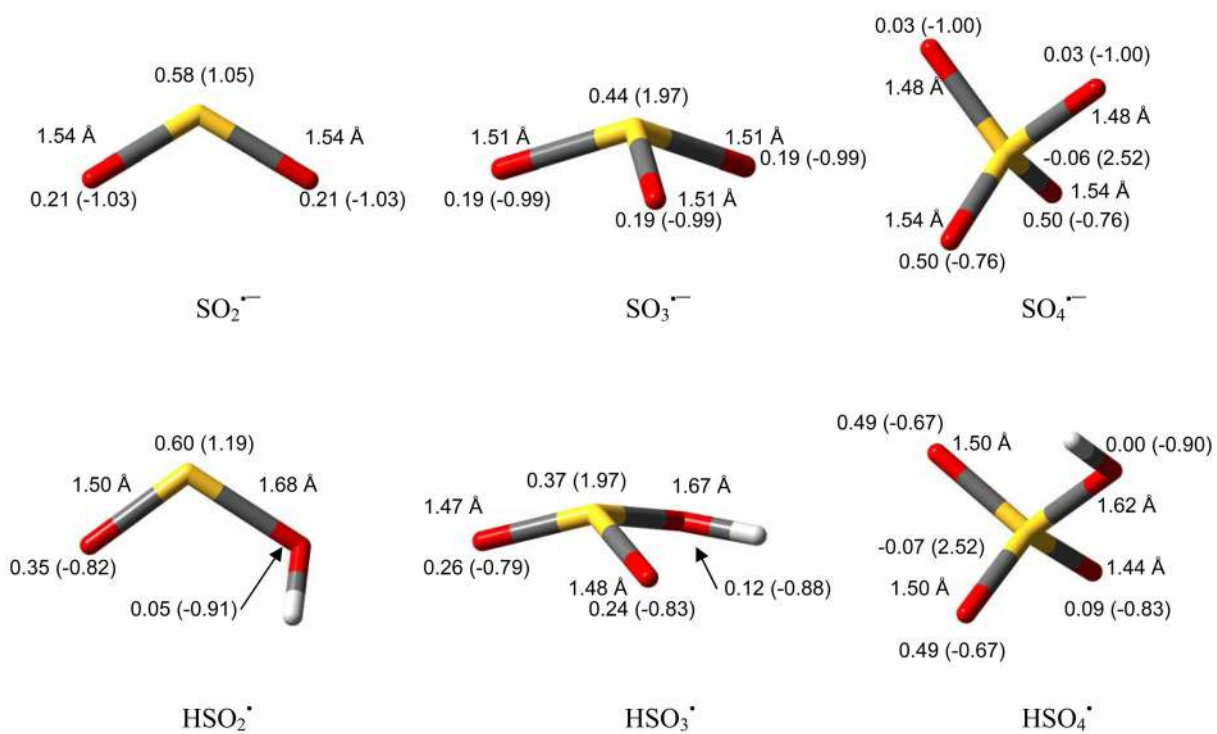 0.58 (1.05)
1.54 Å
1.54 Å
0.21 (-1.03)
0.21 (-1.03)
SO₂•−
0.44 (1.97)
1.51 Å
1.51 Å
0.19 (-0.99)
0.19 (-0.99)
1.51 Å
0.19 (-0.99)
SO₃•−
0.03 (-1.00)
0.03 (-1.00)
1.48 Å
1.48 Å
-0.06 (2.52)
1.54 Å
0.50 (-0.76)
1.54 Å
0.50 (-0.76)
SO₄•−
0.60 (1.19)
1.50 Å
1.68 Å
0.35 (-0.82)
0.05 (-0.91)
HSO₂•
0.37 (1.97)
1.67 Å
1.47 Å
0.26 (-0.79)
1.48 Å
0.24 (-0.83)
0.12 (-0.88)
HSO₃•
0.49 (-0.67)
0.00 (-0.90)
1.50 Å
1.62 Å
-0.07 (2.52)
1.44 Å
1.50 Å
0.09 (-0.83)
0.49 (-0.67)
HSO₄•